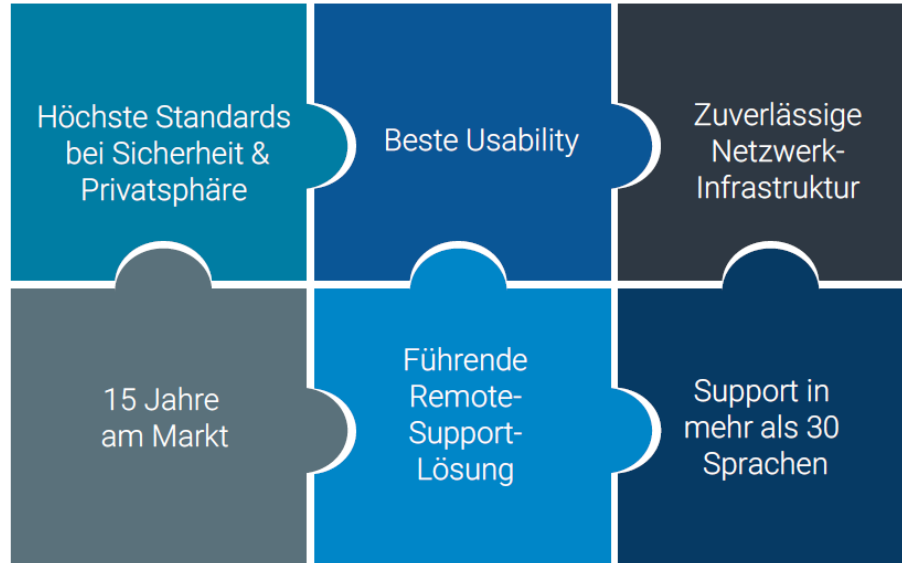 Höchste Standards
bei Sicherheit &
Privatsphäre
Beste Usability
Zuverlässige
Netzwerk-
Infrastruktur
15 Jahre
am Markt
Führende
Remote-
Support-
Lösung
Support in
mehr als 30
Sprachen